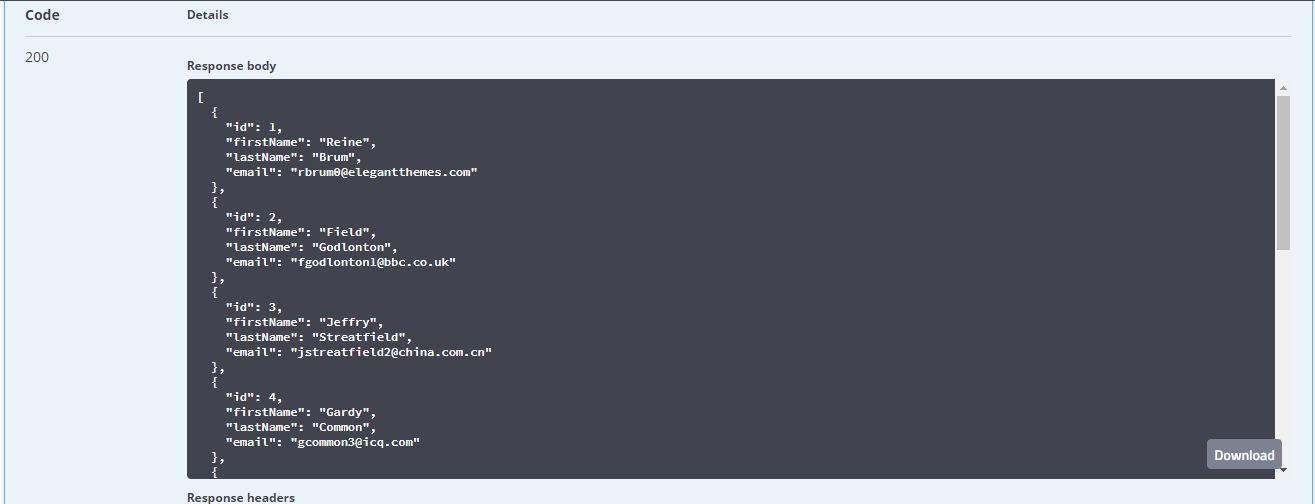 Code Details
200
Response body
[
{
"id": 1,
"firstName": "Reine",
"lastName": "Brum",
"email": "rbrum0@elegantthemes.com"
},
{
"id": 2,
"firstName": "Field",
"lastName": "Godlonton",
"email": "fgodlonton1@bbc.co.uk"
},
{
"id": 3,
"firstName": "Jeffry",
"lastName": "Streatfield",
"email": "jstreatfield2@china.com.cn"
},
{
"id": 4,
"firstName": "Gardy",
"lastName": "Common",
"email": "gcommon3@icq.com"
},
{
Download
Response headers